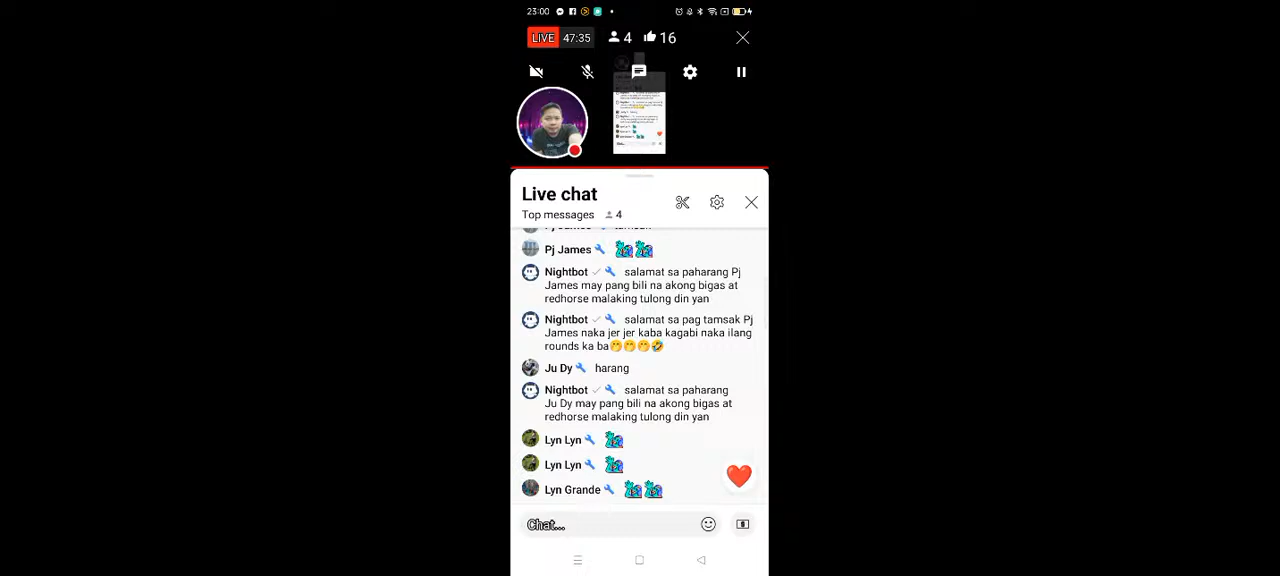 23:00
LIVE 47:35 4 16
Live chat
Top messages 4
Pj James
Nightbot salamat sa paharang Pj
James may pang bili na akong bigas at
redhorse malaking tulong din yan
Nightbot salamat sa pag tamsak Pj
James naka jer jer kaba kagabi naka ilang
rounds ka ba🤭🤭🤭🤣
Ju Dy harang
Nightbot salamat sa paharang
Ju Dy may pang bili na akong bigas at
redhorse malaking tulong din yan
Lyn Lyn
Lyn Lyn
Lyn Grande
Chat...